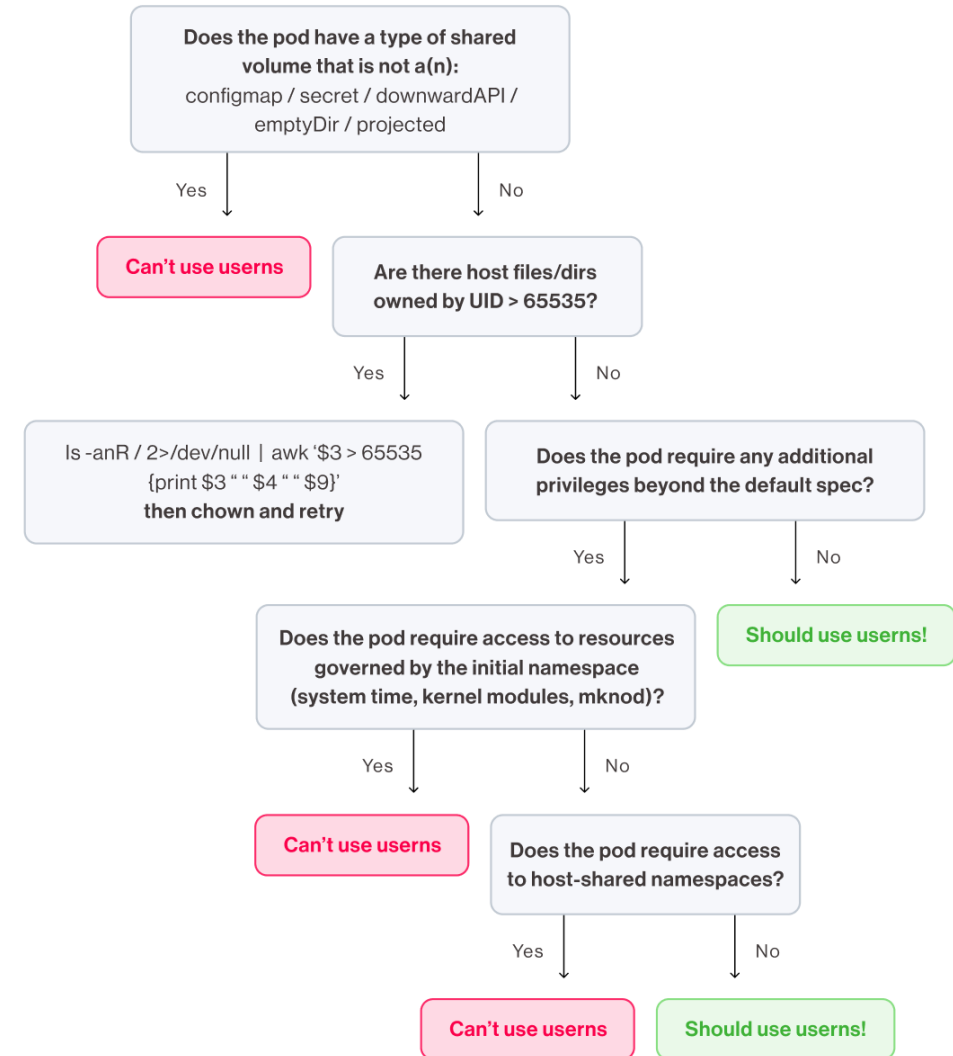 Does the pod have a type of shared
volume that is not a(n):
configmap / secret / downwardAPI /
emptyDir / projected
Yes
No
Can’t use userns
Are there host files/dirs
owned by UID > 65535?
Yes
No
ls -anR / 2>/dev/null | awk ‘$3 > 65535
{print $3 “ “ $4 “ “ $9}’
then chown and retry
Does the pod require any additional
privileges beyond the default spec?
Yes
No
Does the pod require access to resources
governed by the initial namespace
(system time, kernel modules, mknod)?
Should use userns!
Yes
No
Can’t use userns
Does the pod require access
to host-shared namespaces?
Yes
No
Can’t use userns
Should use userns!